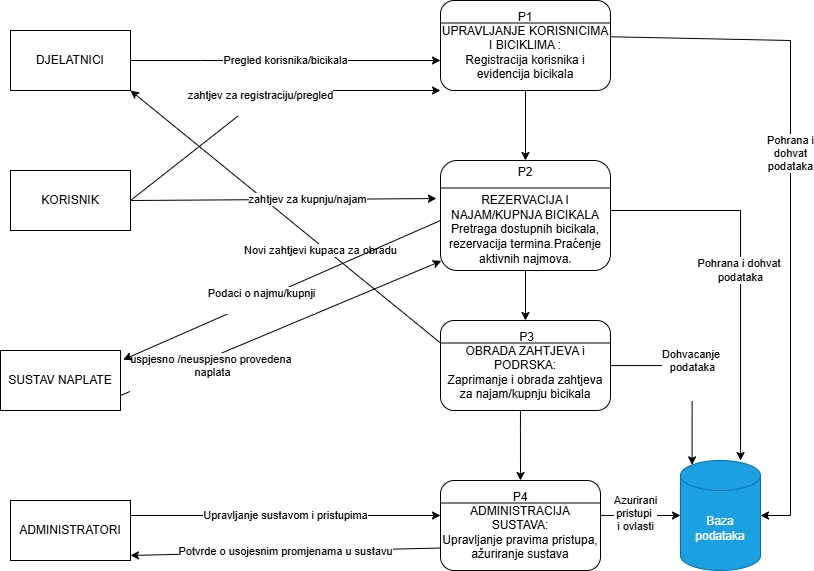 P1
UPRAVLJANJE KORISNICIMA
I BICIKLIMA :
Registracija korisnika i
evidencija bicikala
DJELATNICI
Pregled korisnika/bicikala
zahtjev za registraciju/pregled
Pohrana i
dohvat
podataka
P2
REZERVACIJA I
NAJAM/KUPNJA BICIKALA
Pretraga dostupnih bicikala,
rezervacija termina.Praćenje
aktivnih najmova.
KORISNIK
zahtjev za kupnju/najam
Novi zahtjevi kupaca za obradu
Pohrana i dohvat
podataka
Podaci o najmu/kupnji
P3
OBRADA ZAHTJEVA i
PODRSKA:
Zaprimanje i obrada zahtjeva
za najam/kupnju bicikala
Dohvacanje
podataka
uspjesno /neuspjesno provedena
naplata
SUSTAV NAPLATE
P4
ADMINISTRACIJA
SUSTAVA:
Upravljanje pravima pristupa,
ažuriranje sustava
Azurirani
pristupi
i ovlasti
ADMINISTRATORI
Upravljanje sustavom i pristupima
Potvrde o usojesnim promjenama u sustavu
Baza
podataka